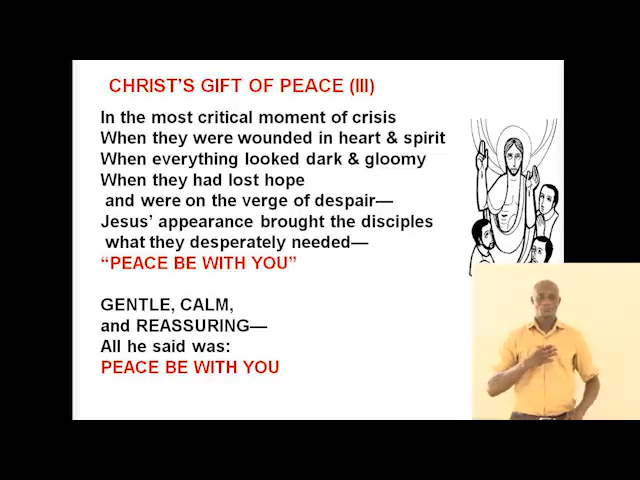 CHRIST'S GIFT OF PEACE (III)
In the most critical moment of crisis
When they were wounded in heart & spirit
When everything looked dark & gloomy
When they had lost hope
and were on the verge of despair—
Jesus' appearance brought the disciples
what they desperately needed—
“PEACE BE WITH YOU”
GENTLE, CALM,
and REASSURING—
All he said was:
PEACE BE WITH YOU